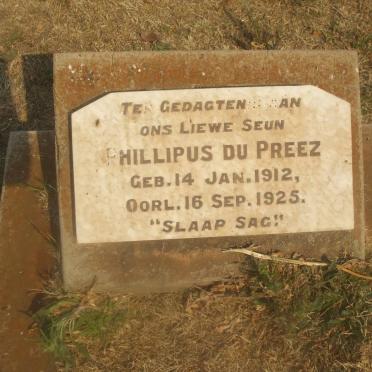 TER GEDAGTENIS AAN
ONS LIEWE SEUN
PHILLIPUS DU PREEZ
GEB. 14 JAN. 1912,
OORL. 16 SEP. 1925.
"SLAAP SAG."